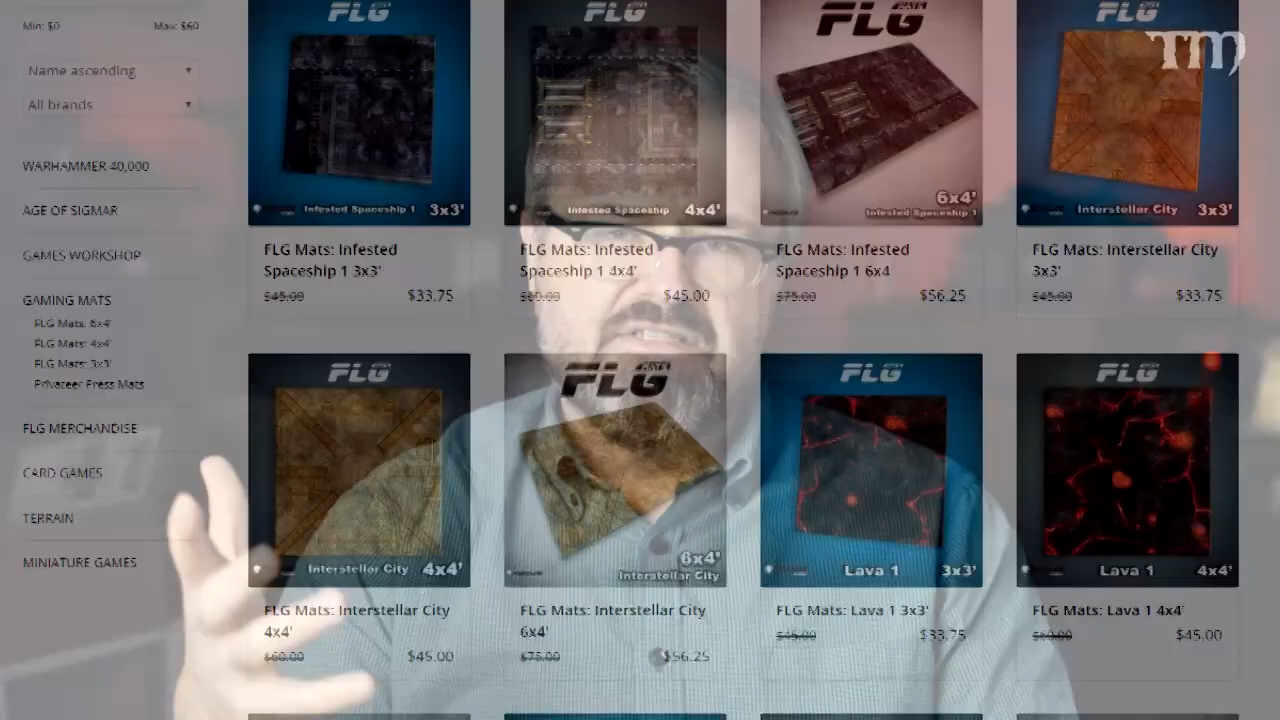 FLG
FLG
FLG MATS
FLG
TM
Min: $0
Max: $60
Name ascending
All brands
WARHAMMER 40,000
AGE OF SIGMAR
GAMES WORKSHOP
GAMING MATS
FLG Mats: 6x4'
FLG Mats: 4x4'
FLG Mats: 3x3'
Privateer Press Mats
FLG MERCHANDISE
CARD GAMES
TERRAIN
MINIATURE GAMES
Infested Spaceship 1 3x3'
Infested Spaceship 4x4'
6x4'
Infested Spaceship 1
Interstellar City 3x3'
FLG Mats: Infested
Spaceship 1 3x3'
$45.00 $33.75
FLG Mats: Infested
Spaceship 1 4x4'
$60.00 $45.00
FLG Mats: Infested
Spaceship 1 6x4
$75.00 $56.25
FLG Mats: Interstellar City
3x3'
$45.00 $33.75
FLG
FLG MATS
FLG
FLG
Interstellar City 4x4'
6x4'
Interstellar City
Lava 1 3x3'
Lava 1 4x4'
FLG Mats: Interstellar City
4x4'
$60.00 $45.00
FLG Mats: Interstellar City
6x4'
$75.00 $56.25
FLG Mats: Lava 1 3x3'
$45.00 $33.75
FLG Mats: Lava 1 4x4'
$60.00 $45.00